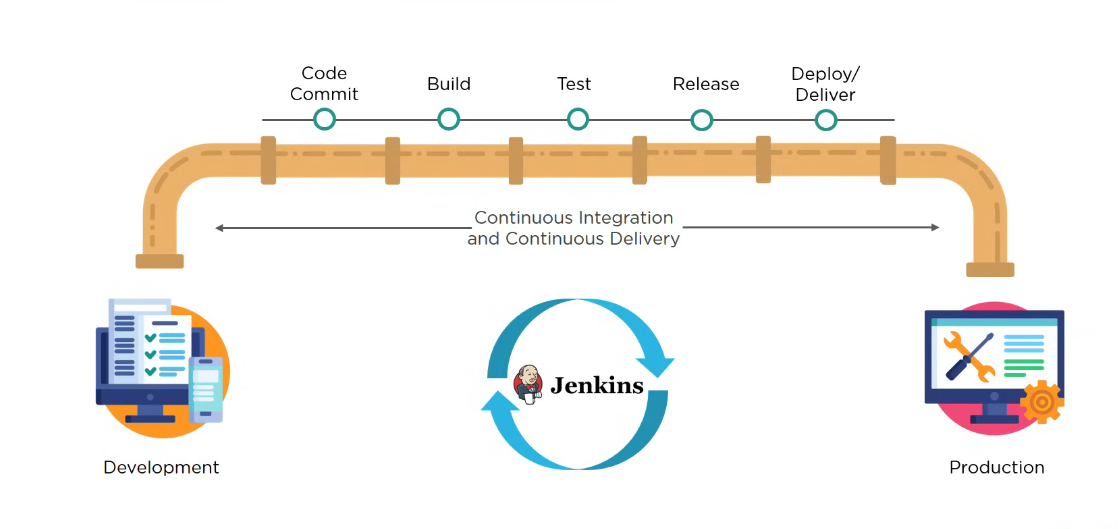 Code
Commit
Build
Test
Release
Deploy/
Deliver
Continuous Integration
and Continuous Delivery
Jenkins
Development
Production